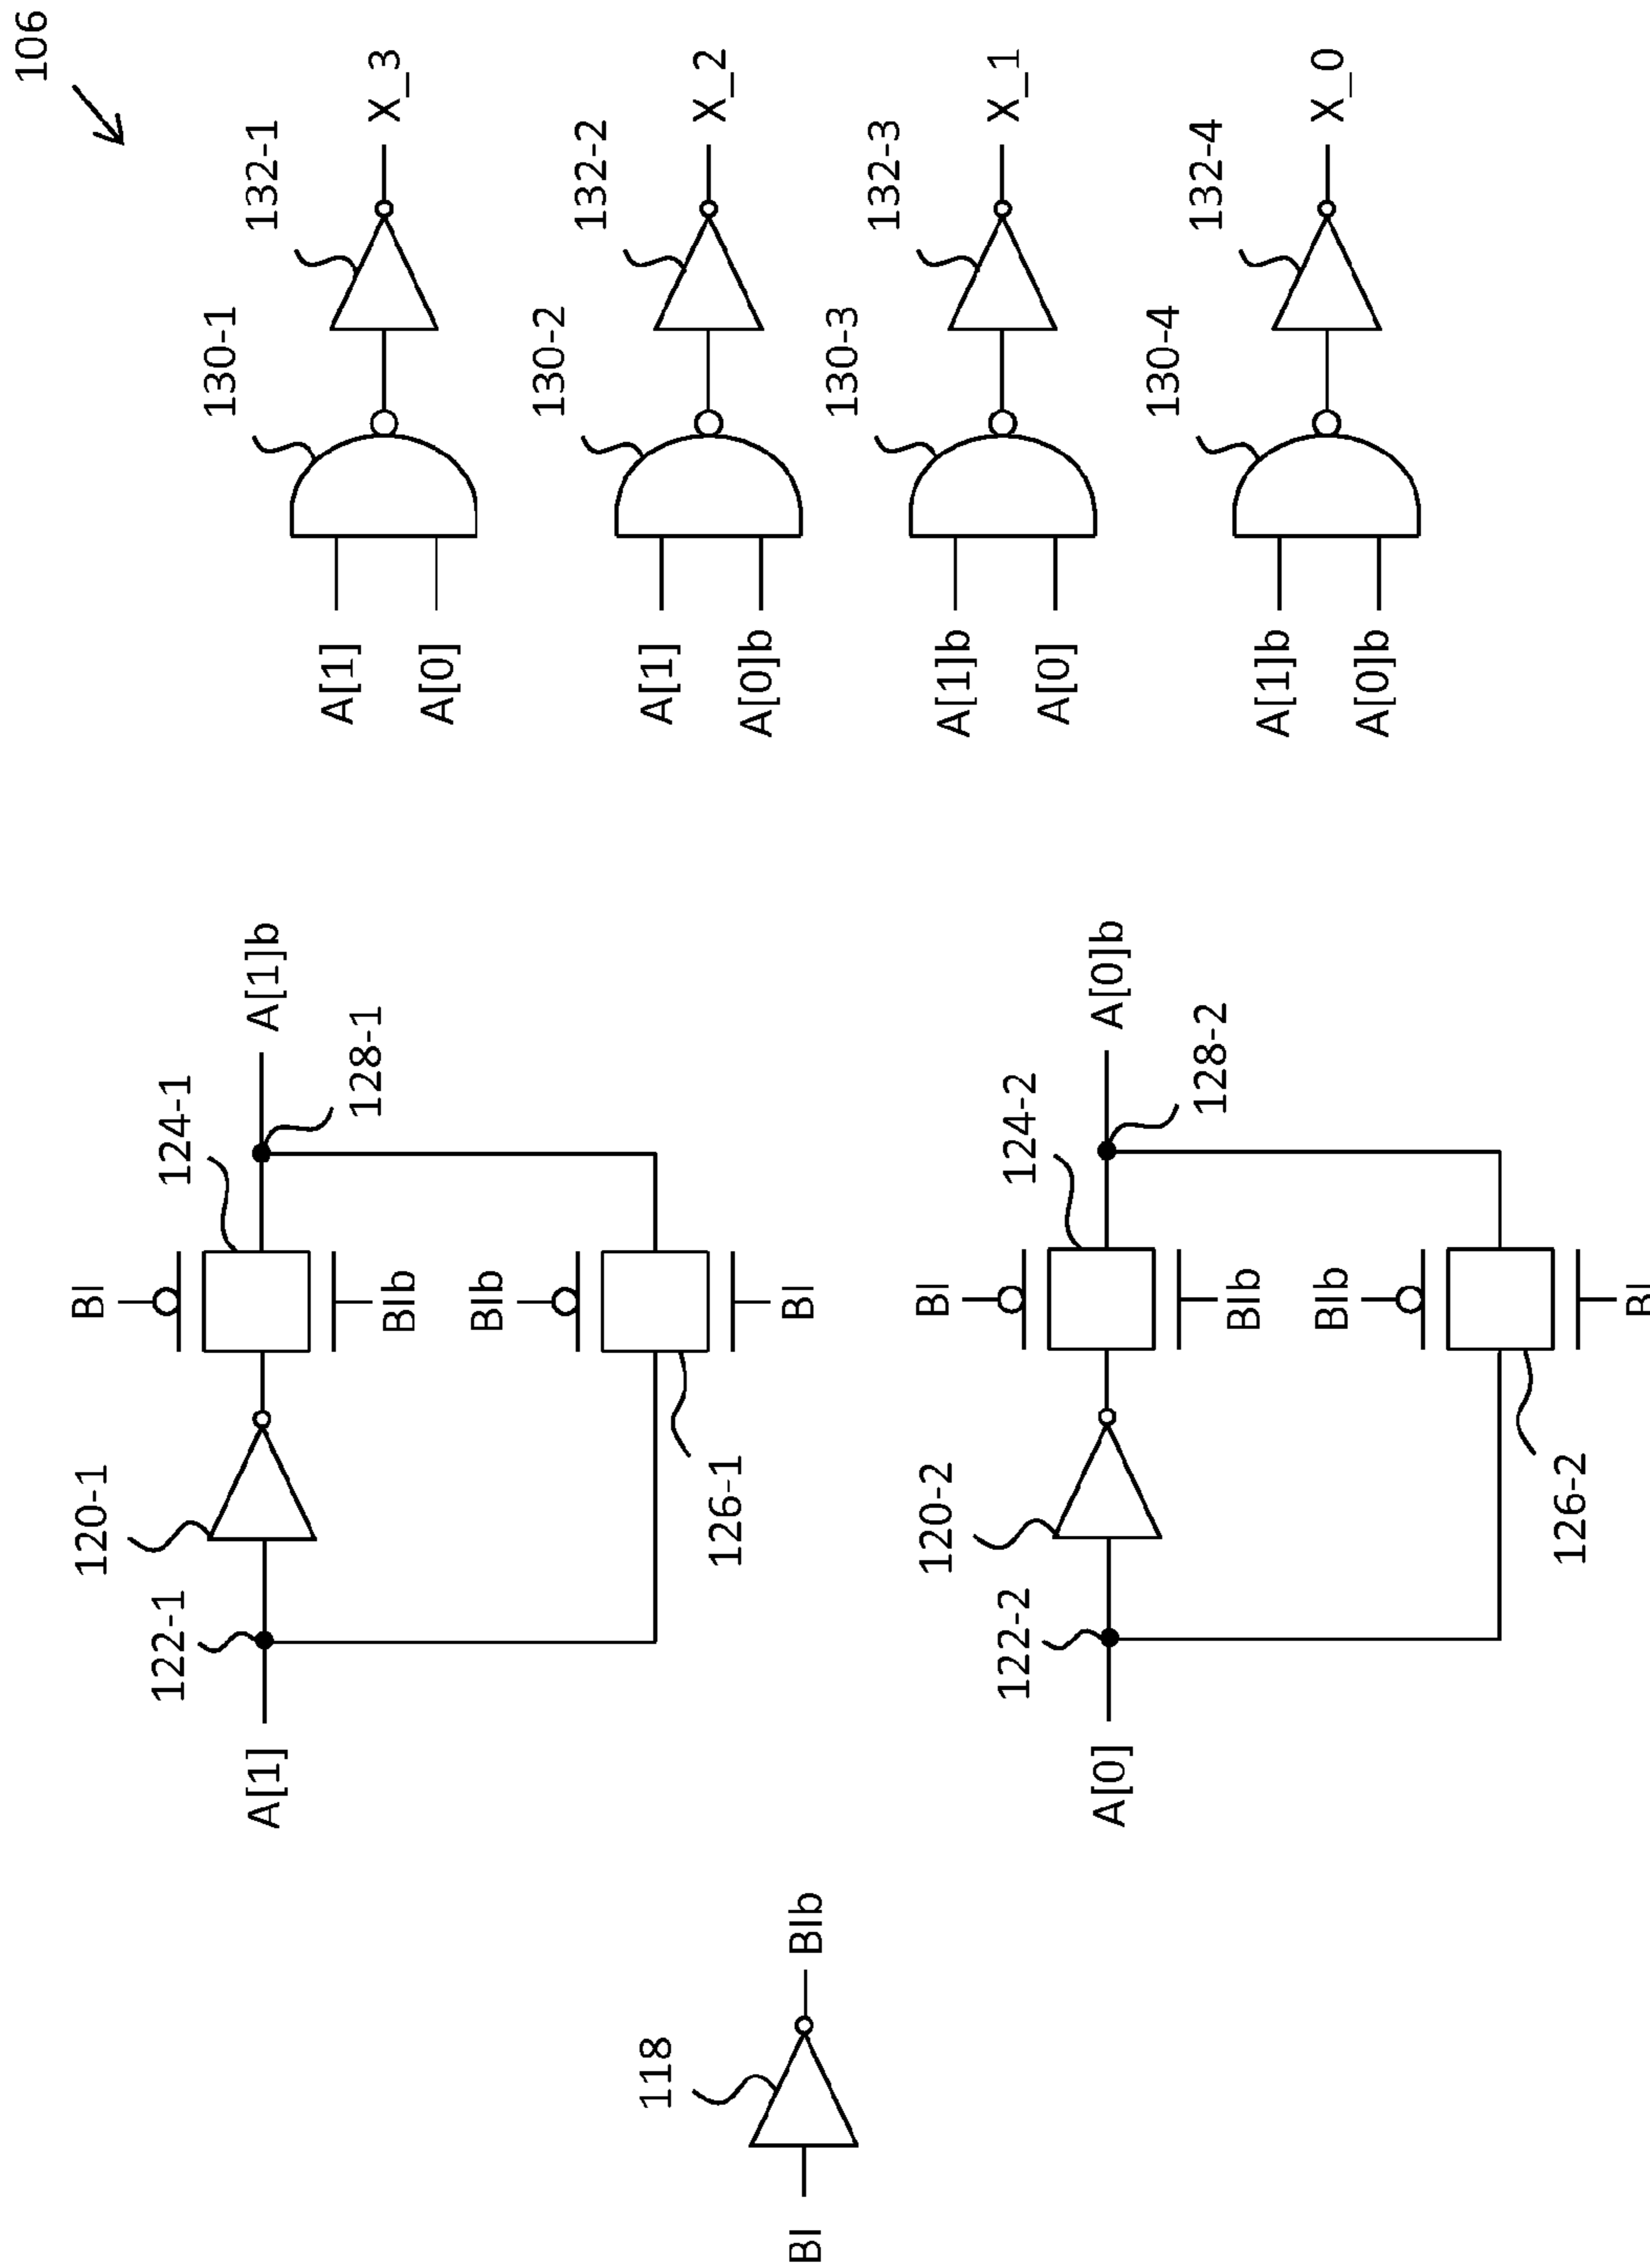 106
BI
118
BIb
A[1]
122-1
120-1
BI
124-1
A[1]b
128-1
BIb
BIb
126-1
BI
A[0]
122-2
120-2
BI
124-2
A[0]b
128-2
BIb
BIb
126-2
BI
A[1]
A[0]
130-1
132-1
X_3
A[1]
A[0]b
130-2
132-2
X_2
A[1]b
A[0]
130-3
132-3
X_1
A[1]b
A[0]b
130-4
132-4
X_0